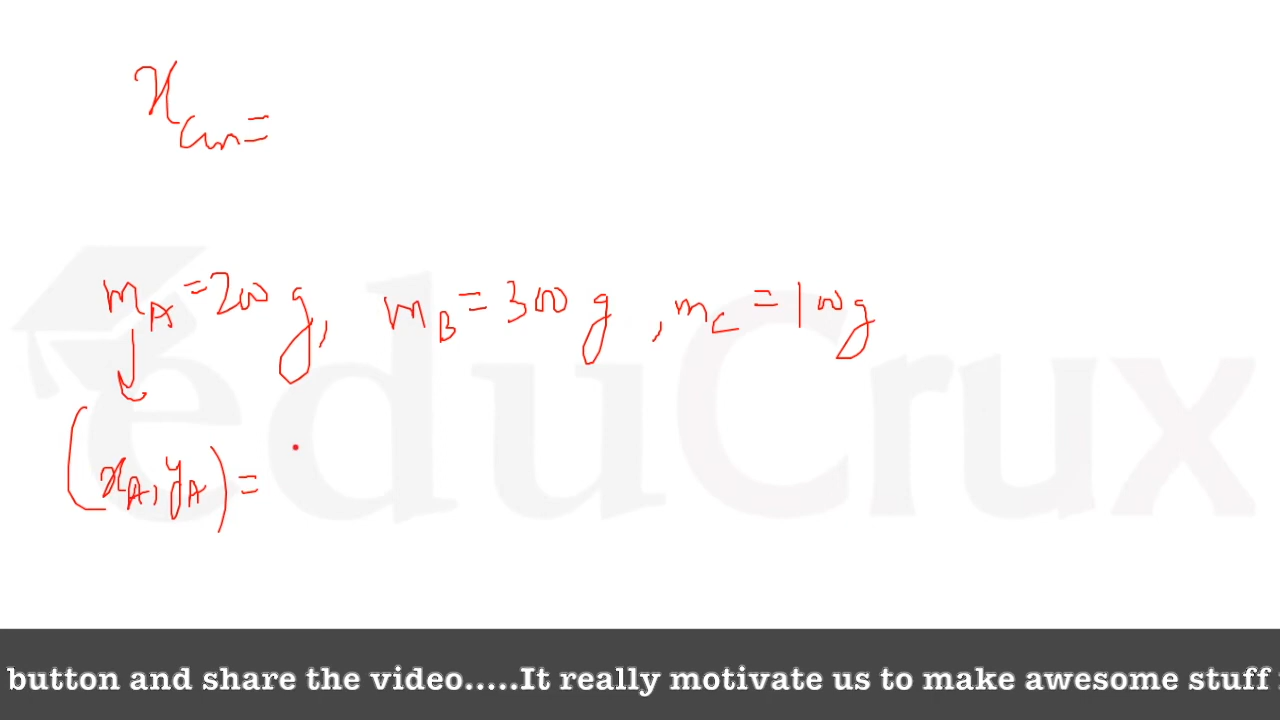 x_cm =
m_A = 200 g, m_B = 300 g, m_C = 100 g
(x_A, y_A) =
eduCrux
button and share the video.....It really motivate us to make awesome stuff